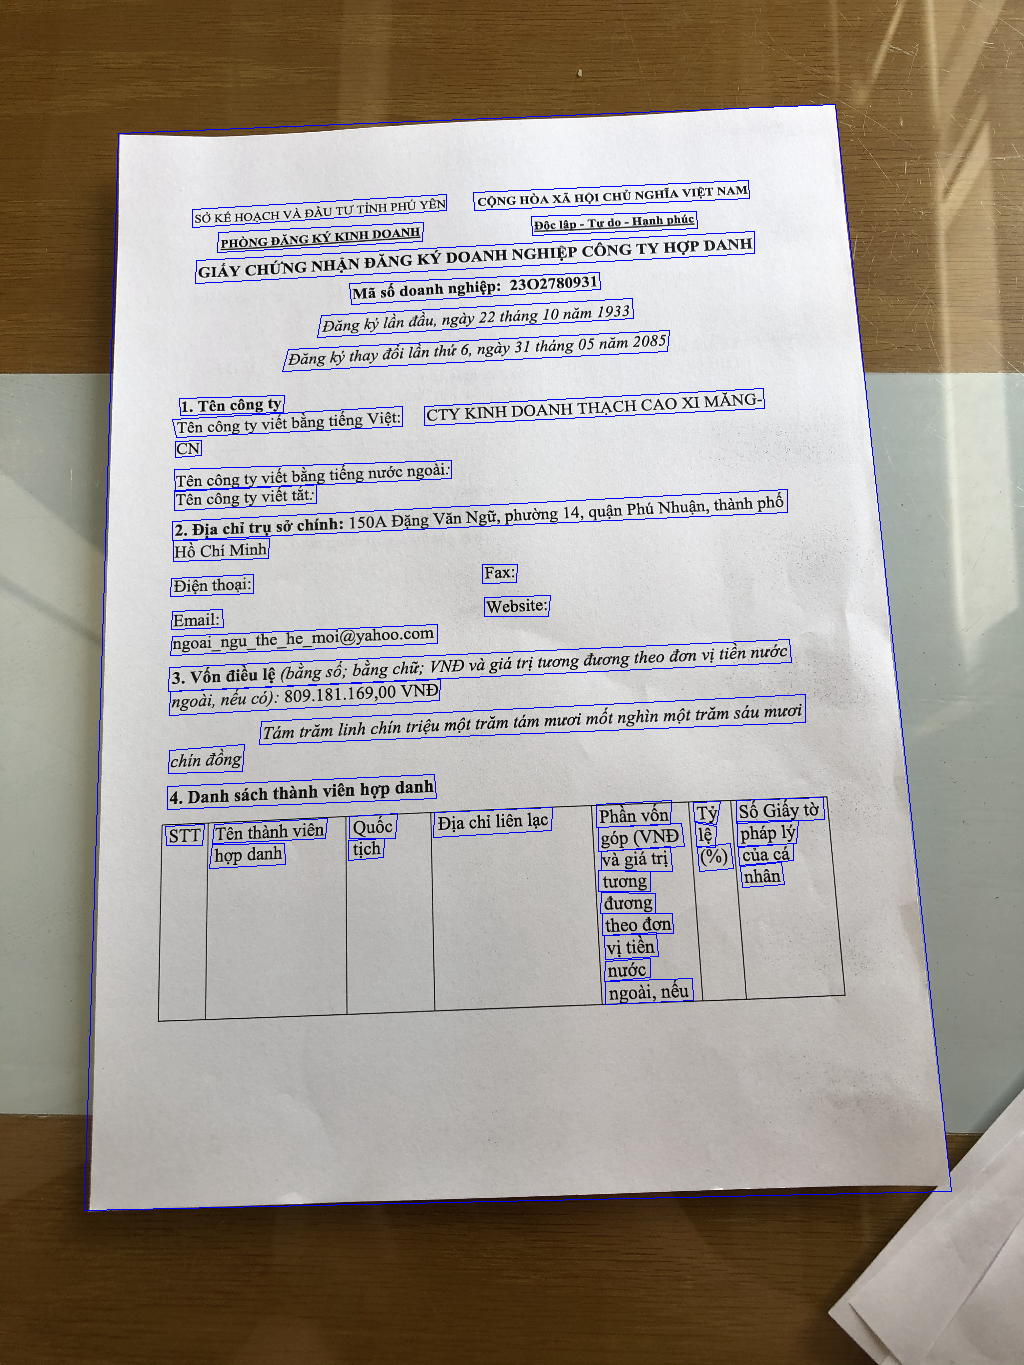 SỞ KẾ HOẠCH VÀ ĐẦU TƯ TỈNH PHÚ YÊN
CỘNG HÒA XÃ HỘI CHỦ NGHĨA VIỆT NAM
PHÒNG ĐĂNG KÝ KINH DOANH
Độc lập - Tự do - Hạnh phúc
GIẤY CHỨNG NHẬN ĐĂNG KÝ DOANH NGHIỆP CÔNG TY HỢP DANH
Mã số doanh nghiệp: 23O2780931
Đăng ký lần đầu, ngày 22 tháng 10 năm 1933
Đăng ký thay đổi lần thứ 6, ngày 31 tháng 05 năm 2085
1. Tên công ty
Tên công ty viết bằng tiếng Việt: CTY KINH DOANH THẠCH CAO XI MĂNG-
CN
Tên công ty viết bằng tiếng nước ngoài:
Tên công ty viết tắt:
2. Địa chỉ trụ sở chính: 150A Đặng Văn Ngữ, phường 14, quận Phú Nhuận, thành phố
Hồ Chí Minh
Điện thoại: Fax:
Email: Website:
ngoai_ngu_the_he_moi@yahoo.com
3. Vốn điều lệ (bằng số; bằng chữ; VNĐ và giá trị tương đương theo đơn vị tiền nước
ngoài, nếu có): 809.181.169,00 VNĐ
Tám trăm linh chín triệu một trăm tám mươi mốt nghìn một trăm sáu mươi
chín đồng
4. Danh sách thành viên hợp danh
STT
Tên thành viên
hợp danh
Quốc
tịch
Địa chỉ liên lạc
Phần vốn
góp (VNĐ
và giá trị
tương
đương
theo đơn
vị tiền
nước
ngoài, nếu
Tỷ
lệ
(%)
Số Giấy tờ
pháp lý
của cá
nhân